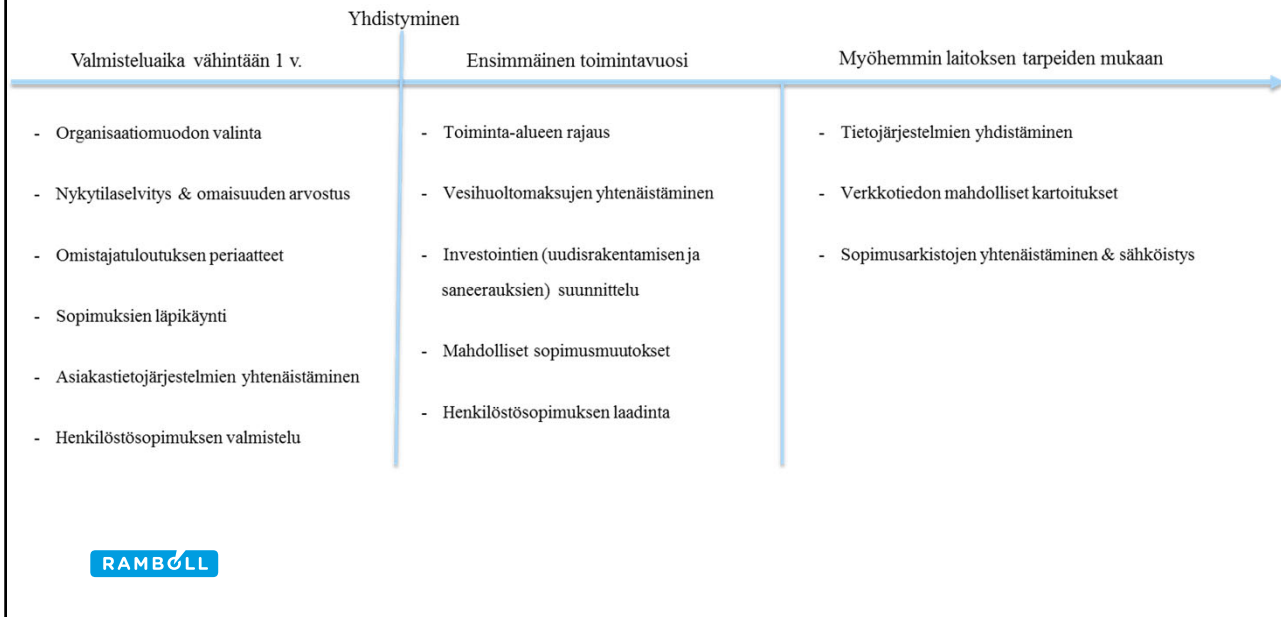 Yhdistyminen
Valmisteluaika vähintään 1 v.
- Organisaatiomuodon valinta
- Nykytilaselvitys & omaisuuden arvostus
- Omistajatuloutuksen periaatteet
- Sopimuksien läpikäynti
- Asiakastietojärjestelmien yhtenäistäminen
- Henkilöstösopimuksen valmistelu
Ensimmäinen toimintavuosi
- Toiminta-alueen rajaus
- Vesihuoltomaksujen yhtenäistäminen
- Investointien (uudisrakentamisen ja
saneerauksien) suunnittelu
- Mahdolliset sopimusmuutokset
- Henkilöstösopimuksen laadinta
Myöhemmin laitoksen tarpeiden mukaan
- Tietojärjestelmien yhdistäminen
- Verkkotiedon mahdolliset kartoitukset
- Sopimusarkistojen yhtenäistäminen & sähköistys
RAMBOLL